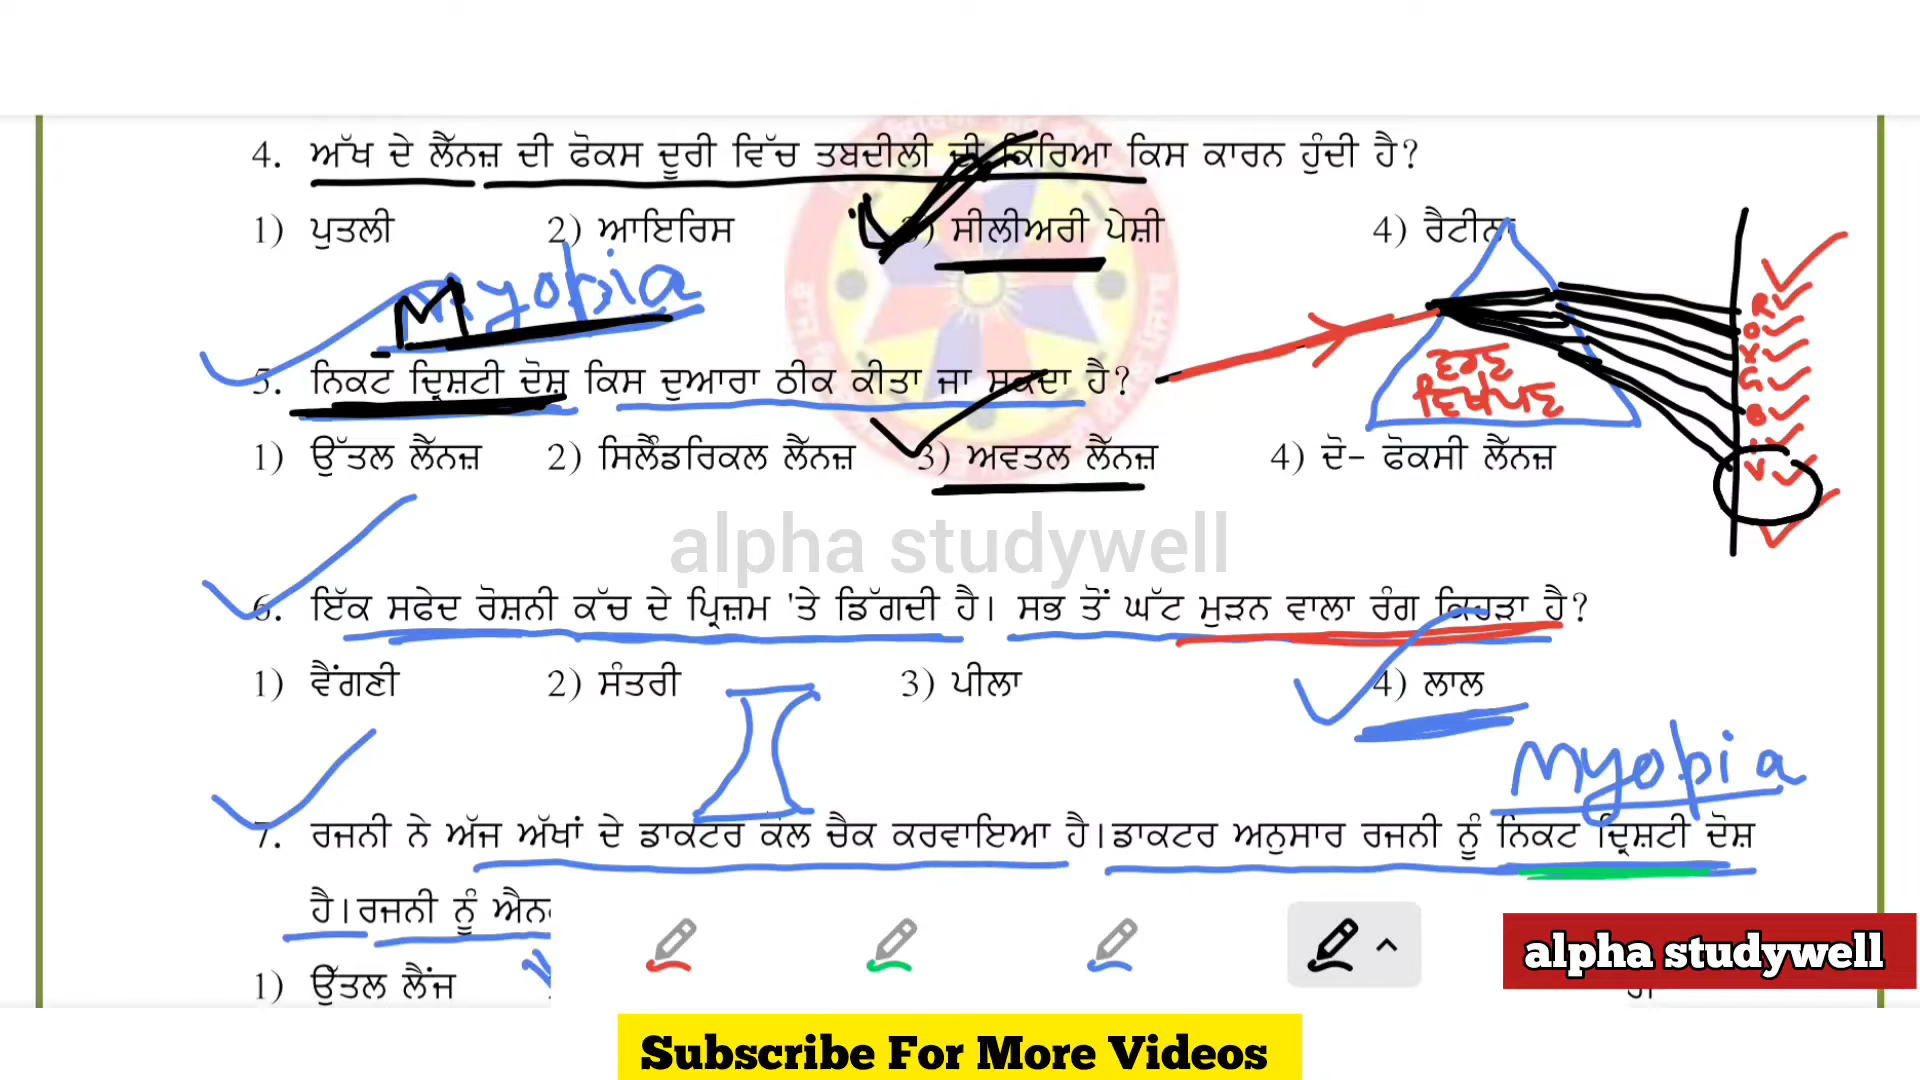 4. ਅੱਖ ਦੇ ਲੈੱਨਜ਼ ਦੀ ਫੋਕਸ ਦੂਰੀ ਵਿੱਚ ਤਬਦੀਲੀ ਦੀ ਕਿਰਿਆ ਕਿਸ ਕਾਰਨ ਹੁੰਦੀ ਹੈ?
1) ਪੁਤਲੀ 2) ਆਇਰਿਸ 3) ਸੀਲੀਅਰੀ ਪੇਸ਼ੀ 4) ਰੈਟੀਨਾ
Myopia
5. ਨਿਕਟ ਦ੍ਰਿਸ਼ਟੀ ਦੋਸ਼ ਕਿਸ ਦੁਆਰਾ ਠੀਕ ਕੀਤਾ ਜਾ ਸਕਦਾ ਹੈ?
ਵਰਣ
ਵਿਖੇਪਣ
R
O
Y
G
B
I
V
1) ਉੱਤਲ ਲੈੱਨਜ਼ 2) ਸਿਲੈਂਡਰਿਕਲ ਲੈੱਨਜ਼ 3) ਅਵਤਲ ਲੈੱਨਜ਼ 4) ਦੋ- ਫੋਕਸੀ ਲੈੱਨਜ਼
alpha studywell
6. ਇੱਕ ਸਫੇਦ ਰੋਸ਼ਨੀ ਕੱਚ ਦੇ ਪ੍ਰਿਜ਼ਮ 'ਤੇ ਡਿੱਗਦੀ ਹੈ। ਸਭ ਤੋਂ ਘੱਟ ਮੁੜਨ ਵਾਲਾ ਰੰਗ ਕਿਹੜਾ ਹੈ?
1) ਵੈਂਗਣੀ 2) ਸੰਤਰੀ 3) ਪੀਲਾ 4) ਲਾਲ
Myopia
7. ਰਜਨੀ ਨੇ ਅੱਜ ਅੱਖਾਂ ਦੇ ਡਾਕਟਰ ਕੋਲ ਚੈਕ ਕਰਵਾਇਆ ਹੈ। ਡਾਕਟਰ ਅਨੁਸਾਰ ਰਜਨੀ ਨੂੰ ਨਿਕਟ ਦ੍ਰਿਸ਼ਟੀ ਦੋਸ਼
ਹੈ। ਰਜਨੀ ਨੂੰ
1) ਉੱਤਲ ਲੈਂਜ਼
alpha studywell
Subscribe For More Videos